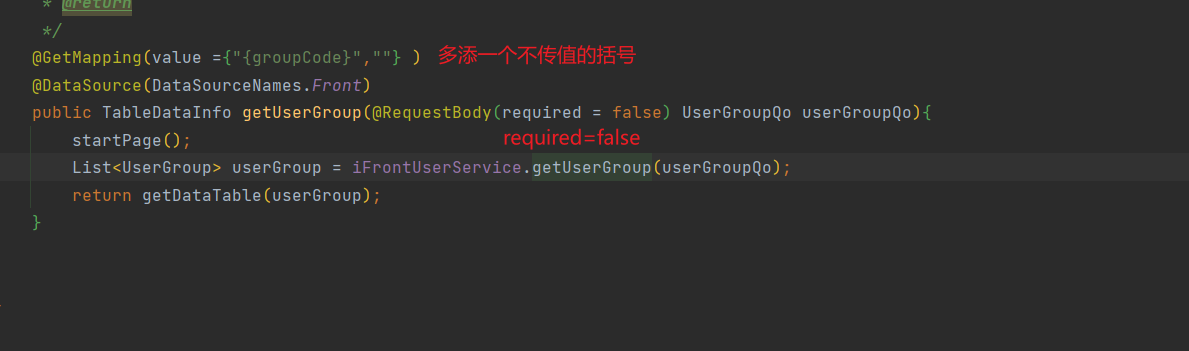 * @return
*/
@GetMapping(value ={"{groupCode}",""} ) 多添一个不传值的括号
@DataSource(DataSourceNames.Front)
public TableDataInfo getUserGroup(@RequestBody(required = false) UserGroupQo userGroupQo){
startPage(); required=false
List<UserGroup> userGroup = iFrontUserService.getUserGroup(userGroupQo);
return getDataTable(userGroup);
}